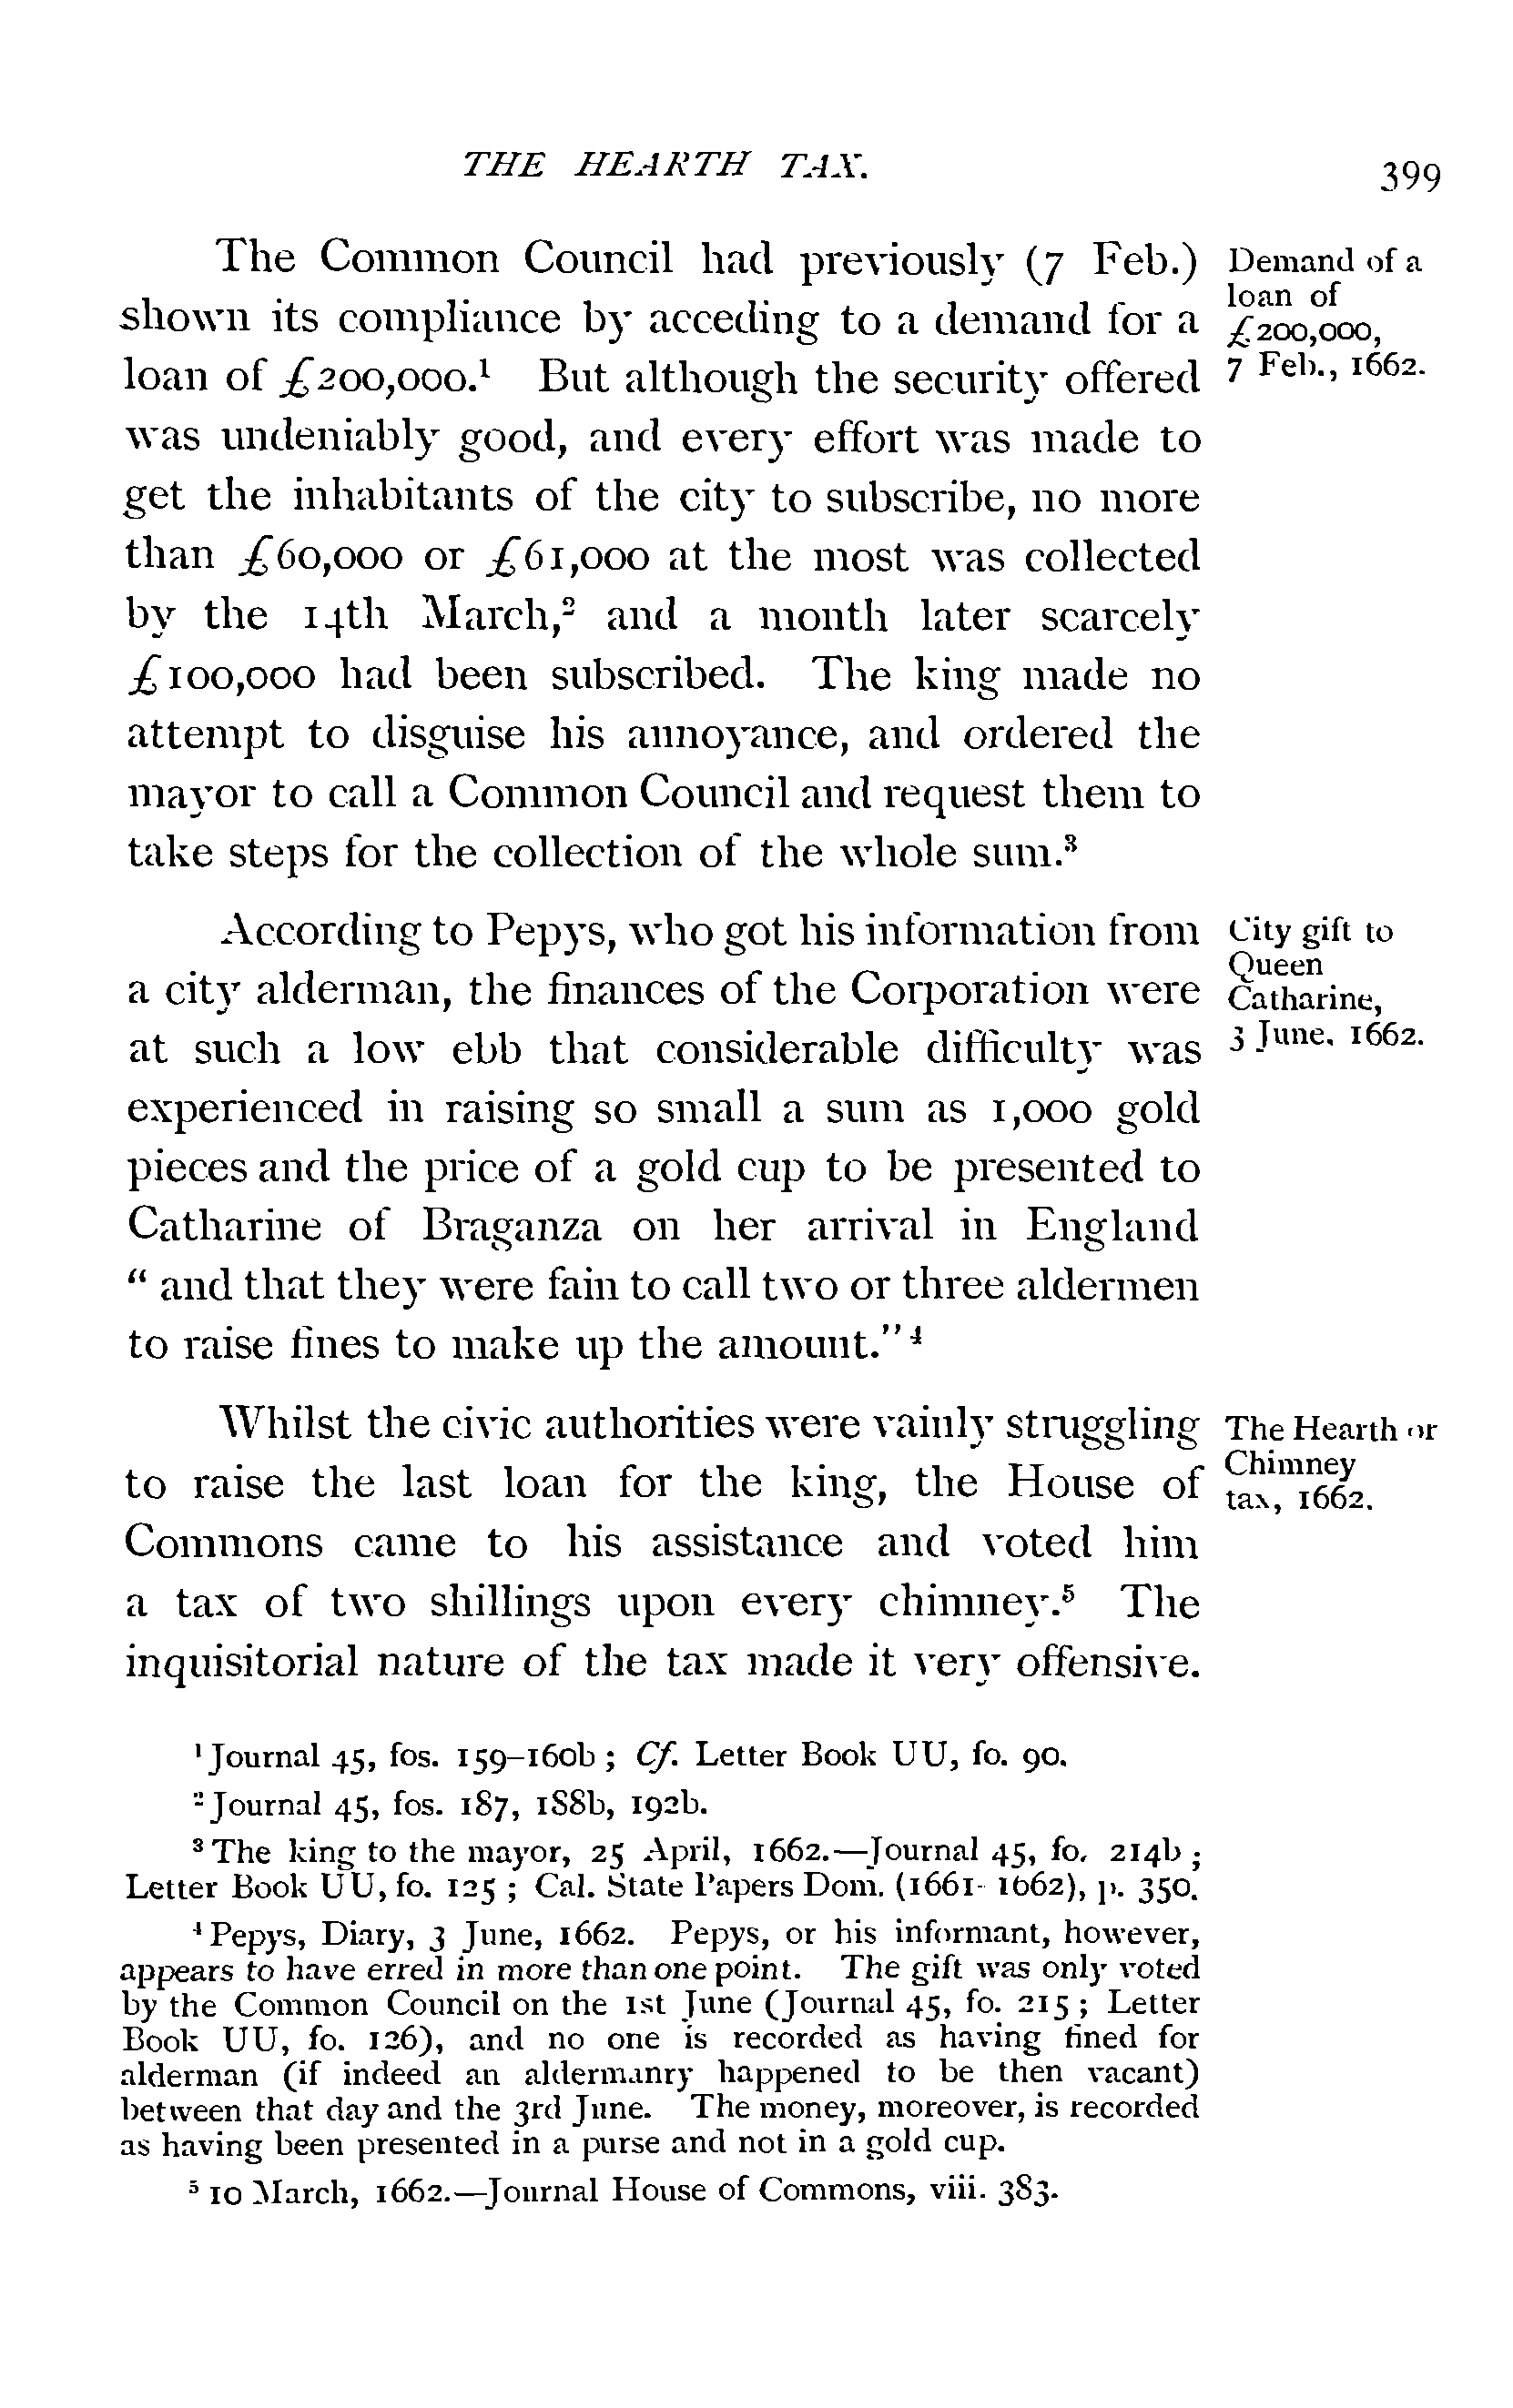 THE HEARTH TAX.
399
The Common Council had previously (7 Feb.)
shown its compliance by acceding to a demand for a
loan of £200,000.¹ But although the security offered
was undeniably good, and every effort was made to
get the inhabitants of the city to subscribe, no more
than £60,000 or £61,000 at the most was collected
by the 14th March,² and a month later scarcely
£100,000 had been subscribed. The king made no
attempt to disguise his annoyance, and ordered the
mayor to call a Common Council and request them to
take steps for the collection of the whole sum.³
Demand of a
loan of
£200,000,
7 Feb., 1662.
According to Pepys, who got his information from
a city alderman, the finances of the Corporation were
at such a low ebb that considerable difficulty was
experienced in raising so small a sum as 1,000 gold
pieces and the price of a gold cup to be presented to
Catharine of Braganza on her arrival in England
“ and that they were fain to call two or three aldermen
to raise fines to make up the amount.”⁴
City gift to
Queen
Catharine,
3 June, 1662.
Whilst the civic authorities were vainly struggling
to raise the last loan for the king, the House of
Commons came to his assistance and voted him
a tax of two shillings upon every chimney.⁵ The
inquisitorial nature of the tax made it very offensive.
The Hearth or
Chimney
tax, 1662.
¹ Journal 45, fos. 159–160b ; Cf. Letter Book UU, fo. 90.
² Journal 45, fos. 187, 188b, 192b.
³ The king to the mayor, 25 April, 1662.—Journal 45, fo. 214b ;
Letter Book UU, fo. 125 ; Cal. State Papers Dom. (1661-1662), p. 350.
⁴ Pepys, Diary, 3 June, 1662. Pepys, or his informant, however,
appears to have erred in more than one point. The gift was only voted
by the Common Council on the 1st June (Journal 45, fo. 215 ; Letter
Book UU, fo. 126), and no one is recorded as having fined for
alderman (if indeed an aldermanry happened to be then vacant)
between that day and the 3rd June. The money, moreover, is recorded
as having been presented in a purse and not in a gold cup.
⁵ 10 March, 1662.—Journal House of Commons, viii. 383.